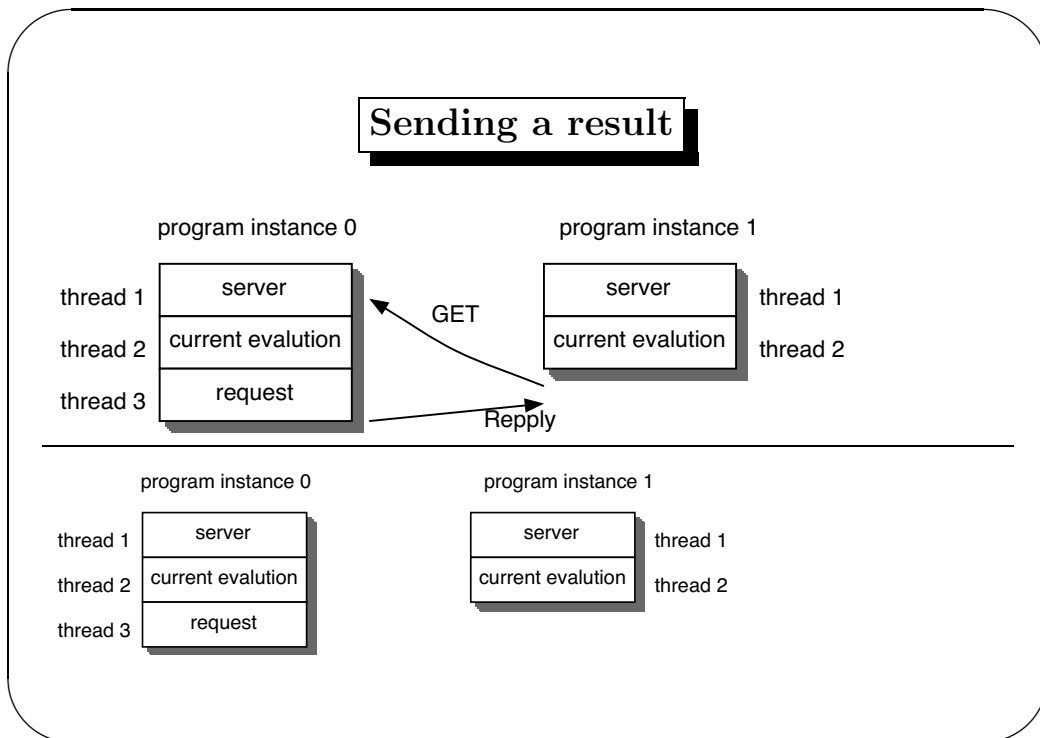 Sending a result
program instance 0
program instance 1
thread 1
server
GET
server
thread 1
thread 2
current evalution
current evalution
thread 2
thread 3
request
Repply
program instance 0
program instance 1
thread 1
server
server
thread 1
thread 2
current evalution
current evalution
thread 2
thread 3
request